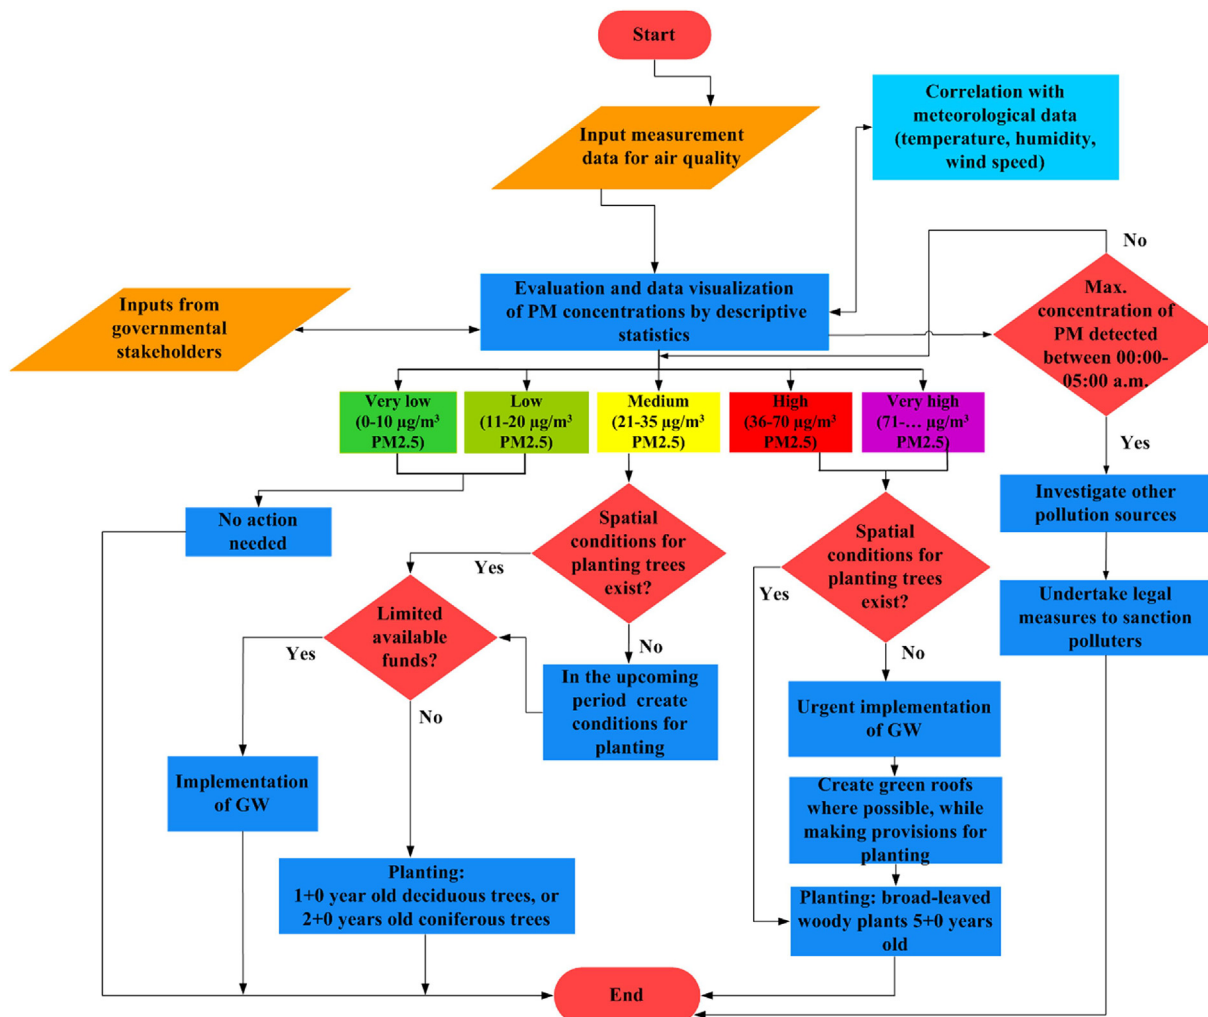 Start
Input measurement
data for air quality
Correlation with
meteorological data
(temperature, humidity,
wind speed)
No
Inputs from
governmental
stakeholders
Evaluation and data visualization
of PM concentrations by descriptive
statistics
Max.
concentration of
PM detected
between 00:00-
05:00 a.m.
Very low
(0-10 µg/m³
PM2.5)
Low
(11-20 µg/m³
PM2.5)
Medium
(21-35 µg/m³
PM2.5)
High
(36-70 µg/m³
PM2.5)
Very high
(71-… µg/m³
PM2.5)
Yes
No action
needed
Spatial
conditions for
planting trees
exist?
Spatial
conditions for
planting trees
exist?
Investigate other
pollution sources
Yes
Yes
Undertake legal
measures to sanction
polluters
Limited
available
funds?
Yes
No
No
No
In the upcoming
period create
conditions for
planting
Urgent implementation
of GW
Implementation
of GW
Create green roofs
where possible, while
making provisions for
planting
Planting:
1+0 year old deciduous trees, or
2+0 years old coniferous trees
Planting: broad-leaved
woody plants 5+0 years
old
End